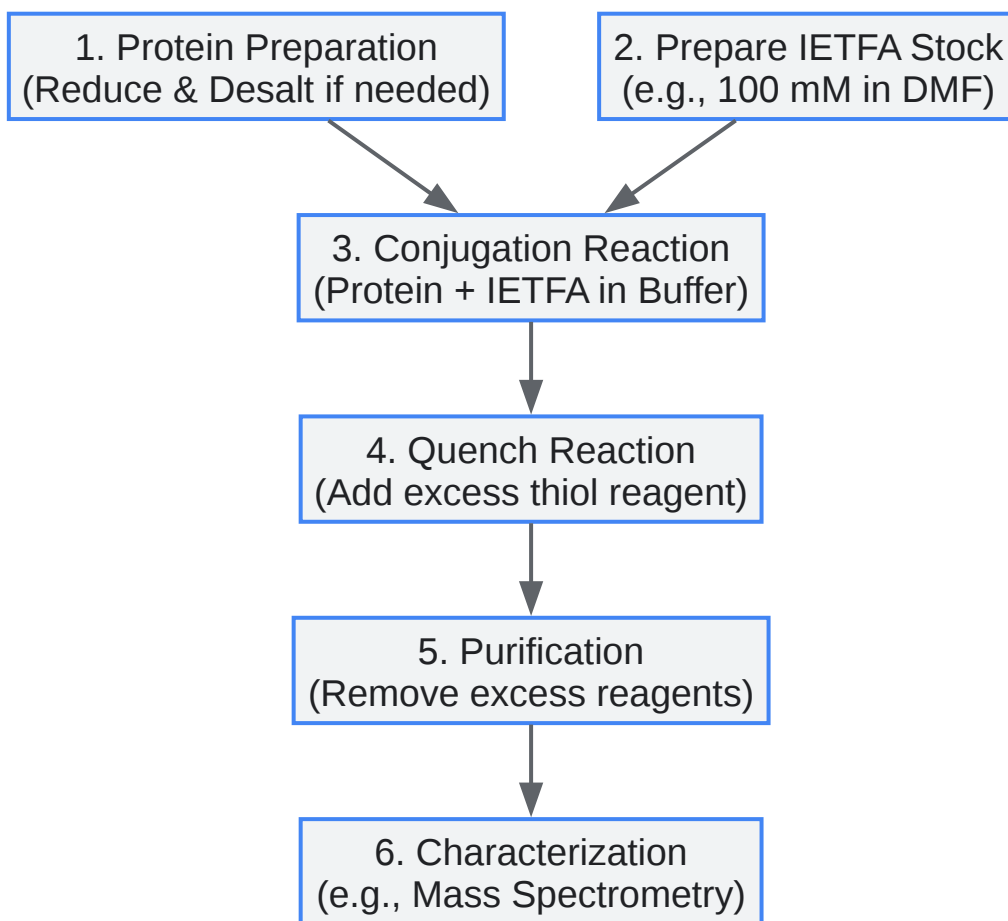 1. Protein Preparation
(Reduce & Desalt if needed)
2. Prepare IETFA Stock
(e.g., 100 mM in DMF)
3. Conjugation Reaction
(Protein + IETFA in Buffer)
4. Quench Reaction
(Add excess thiol reagent)
5. Purification
(Remove excess reagents)
6. Characterization
(e.g., Mass Spectrometry)